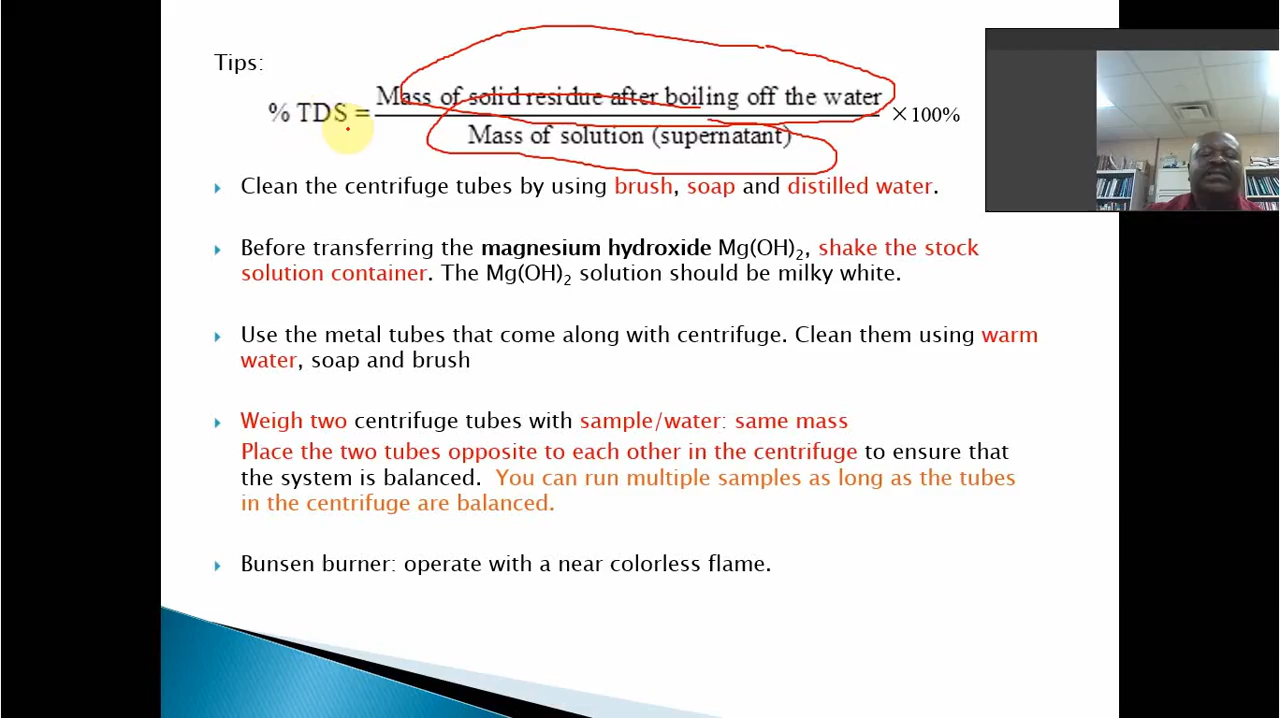 Tips:
% TDS = Mass of solid residue after boiling off the water / Mass of solution (supernatant) ×100%
Clean the centrifuge tubes by using brush, soap and distilled water.
Before transferring the magnesium hydroxide Mg(OH)₂, shake the stock
solution container. The Mg(OH)₂ solution should be milky white.
Use the metal tubes that come along with centrifuge. Clean them using warm
water, soap and brush
Weigh two centrifuge tubes with sample/water: same mass
Place the two tubes opposite to each other in the centrifuge to ensure that
the system is balanced. You can run multiple samples as long as the tubes
in the centrifuge are balanced.
Bunsen burner: operate with a near colorless flame.